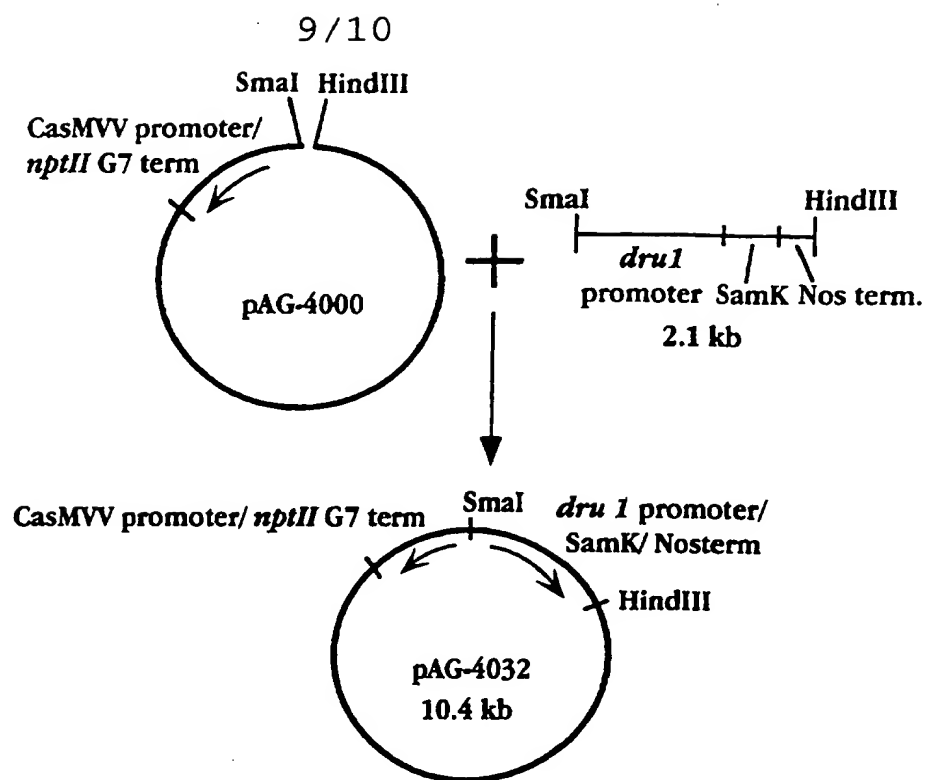 9/10
SmaI HindIII
CasMVV promoter/
nptII G7 term
pAG-4000
SmaI
HindIII
dru1
promoter SamK Nos term.
2.1 kb
CasMVV promoter/ nptII G7 term
SmaI
dru 1 promoter/
SamK/ Nosterm
HindIII
pAG-4032
10.4 kb